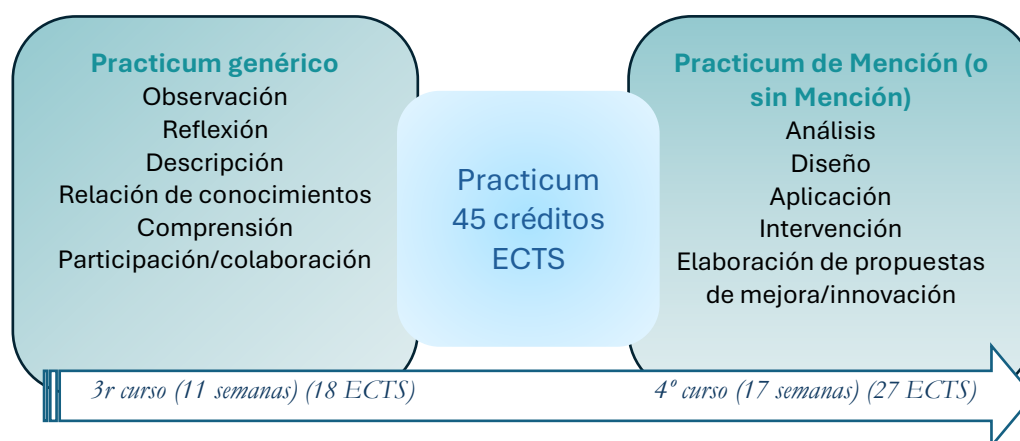 Practicum genérico
Observación
Reflexión
Descripción
Relación de conocimientos
Comprensión
Participación/colaboración
Practicum
45 créditos
ECTS
Practicum de Mención (o
sin Mención)
Análisis
Diseño
Aplicación
Intervención
Elaboración de propuestas
de mejora/innovación
3r curso (11 semanas) (18 ECTS)
4º curso (17 semanas) (27 ECTS)